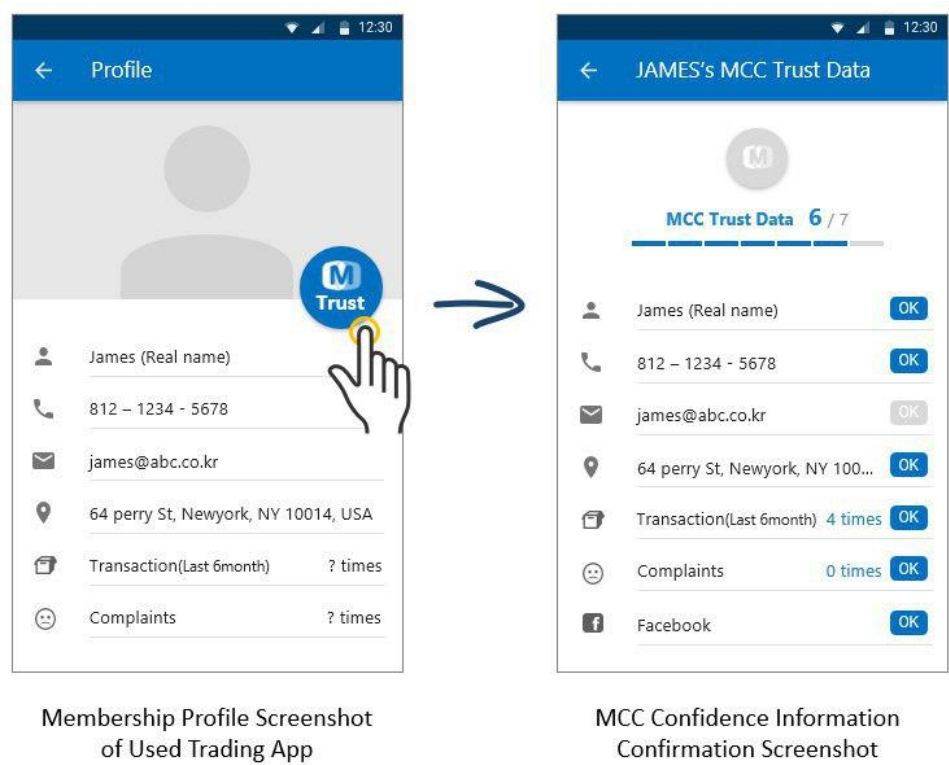 12:30
Profile
M
Trust
James (Real name)
812 – 1234 - 5678
james@abc.co.kr
64 perry St, Newyork, NY 10014, USA
Transaction(Last 6month) ? times
Complaints ? times
Membership Profile Screenshot
of Used Trading App
12:30
JAMES's MCC Trust Data
M
MCC Trust Data 6 / 7
James (Real name) OK
812 – 1234 - 5678 OK
james@abc.co.kr OK
64 perry St, Newyork, NY 100... OK
Transaction(Last 6month) 4 times OK
Complaints 0 times OK
f Facebook OK
MCC Confidence Information
Confirmation Screenshot